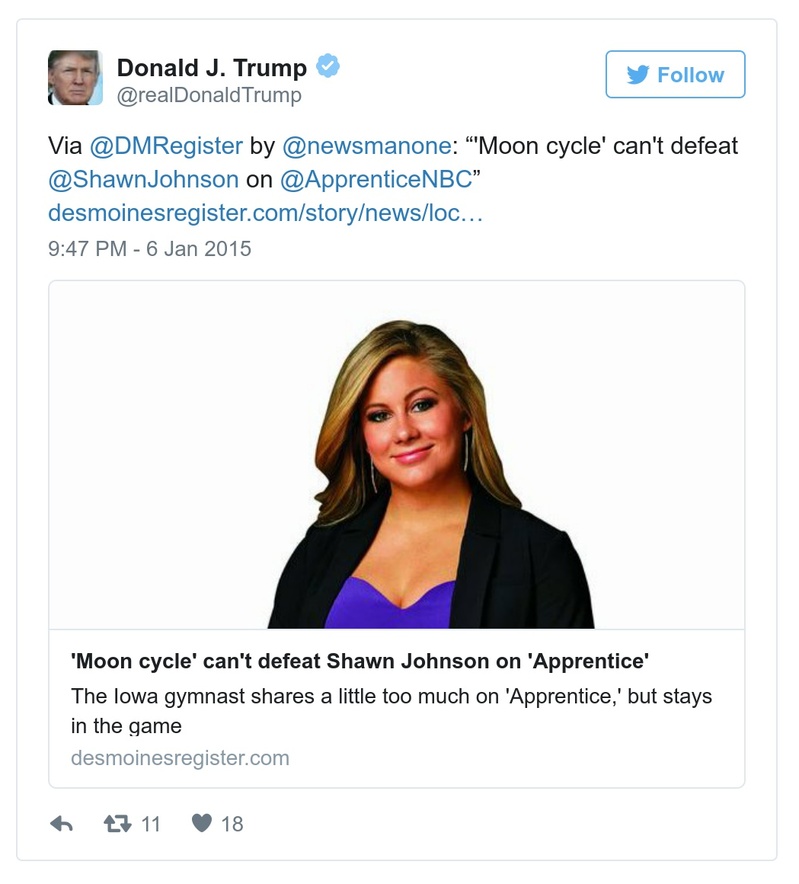 Donald J. Trump
@realDonaldTrump
Follow
Via @DMRegister by @newsmanone: “'Moon cycle' can't defeat
@ShawnJohnson on @ApprenticeNBC”
desmoinesregister.com/story/news/loc…
9:47 PM - 6 Jan 2015
'Moon cycle' can't defeat Shawn Johnson on 'Apprentice'
The Iowa gymnast shares a little too much on 'Apprentice,' but stays
in the game
desmoinesregister.com
11 18